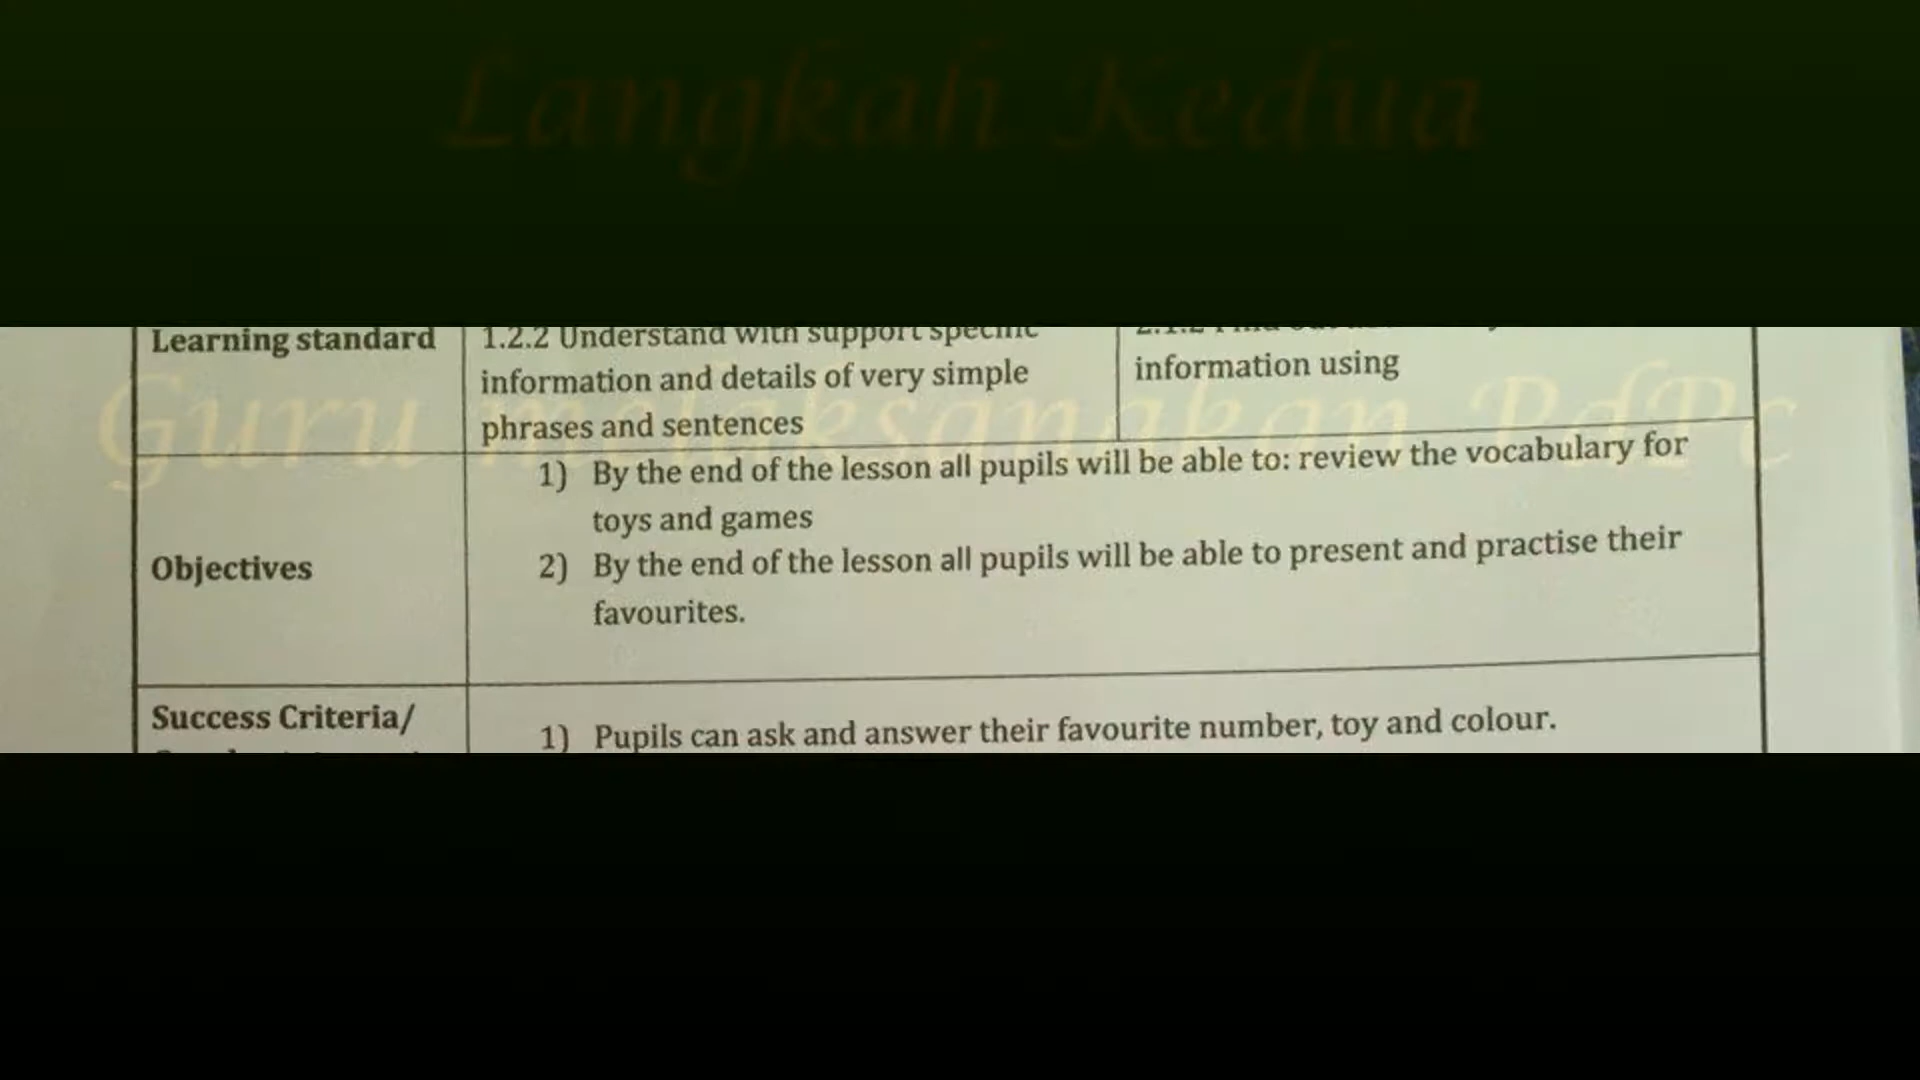 Langkah Kedua
Learning standard
1.2.2 Understand with support specific
information and details of very simple
phrases and sentences
information using
Guru melaksanakan PdPc
Objectives
1) By the end of the lesson all pupils will be able to: review the vocabulary for
toys and games
2) By the end of the lesson all pupils will be able to present and practise their
favourites.
Success Criteria/
1) Pupils can ask and answer their favourite number, toy and colour.